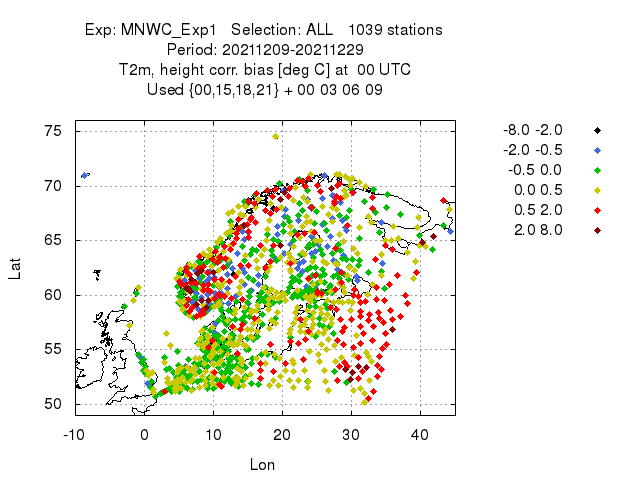 Exp: MNWC_Exp1 Selection: ALL 1039 stations
Period: 20211209-20211229
T2m, height corr. bias [deg C] at 00 UTC
Used {00,15,18,21} + 00 03 06 09
75
70
65
60
55
50
-10 0 10 20 30 40
Lat
Lon
-8.0 -2.0
-2.0 -0.5
-0.5 0.0
0.0 0.5
0.5 2.0
2.0 8.0